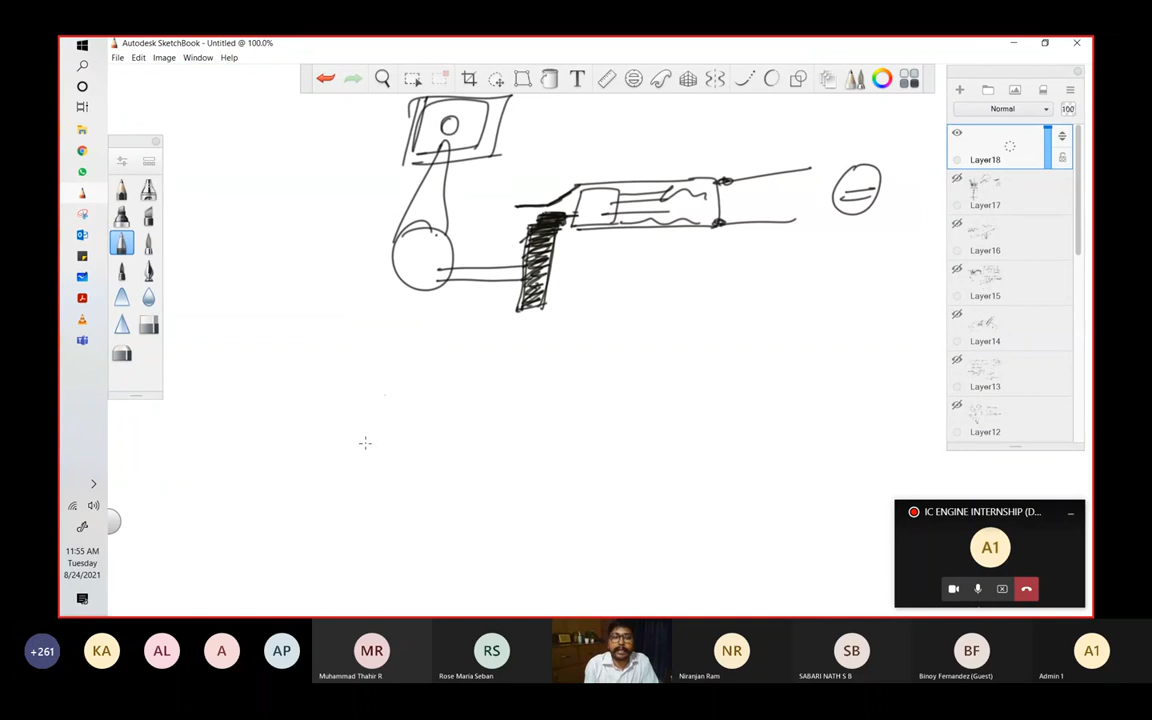 Autodesk SketchBook - Untitled @ 100.0%
File Edit Image Window Help
T
Normal
100
Layer18
Layer17
Layer16
Layer15
Layer14
Layer13
Layer12
11:55 AM
Tuesday
8/24/2021
IC ENGINE INTERNSHIP (D...
A1
+261 KA AL A AP MR RS NR SB BF A1
Muhammad Thahir R Rose Maria Seban Niranjan Ram SABARI NATH S B Binoy Fernandez (Guest) Admin 1